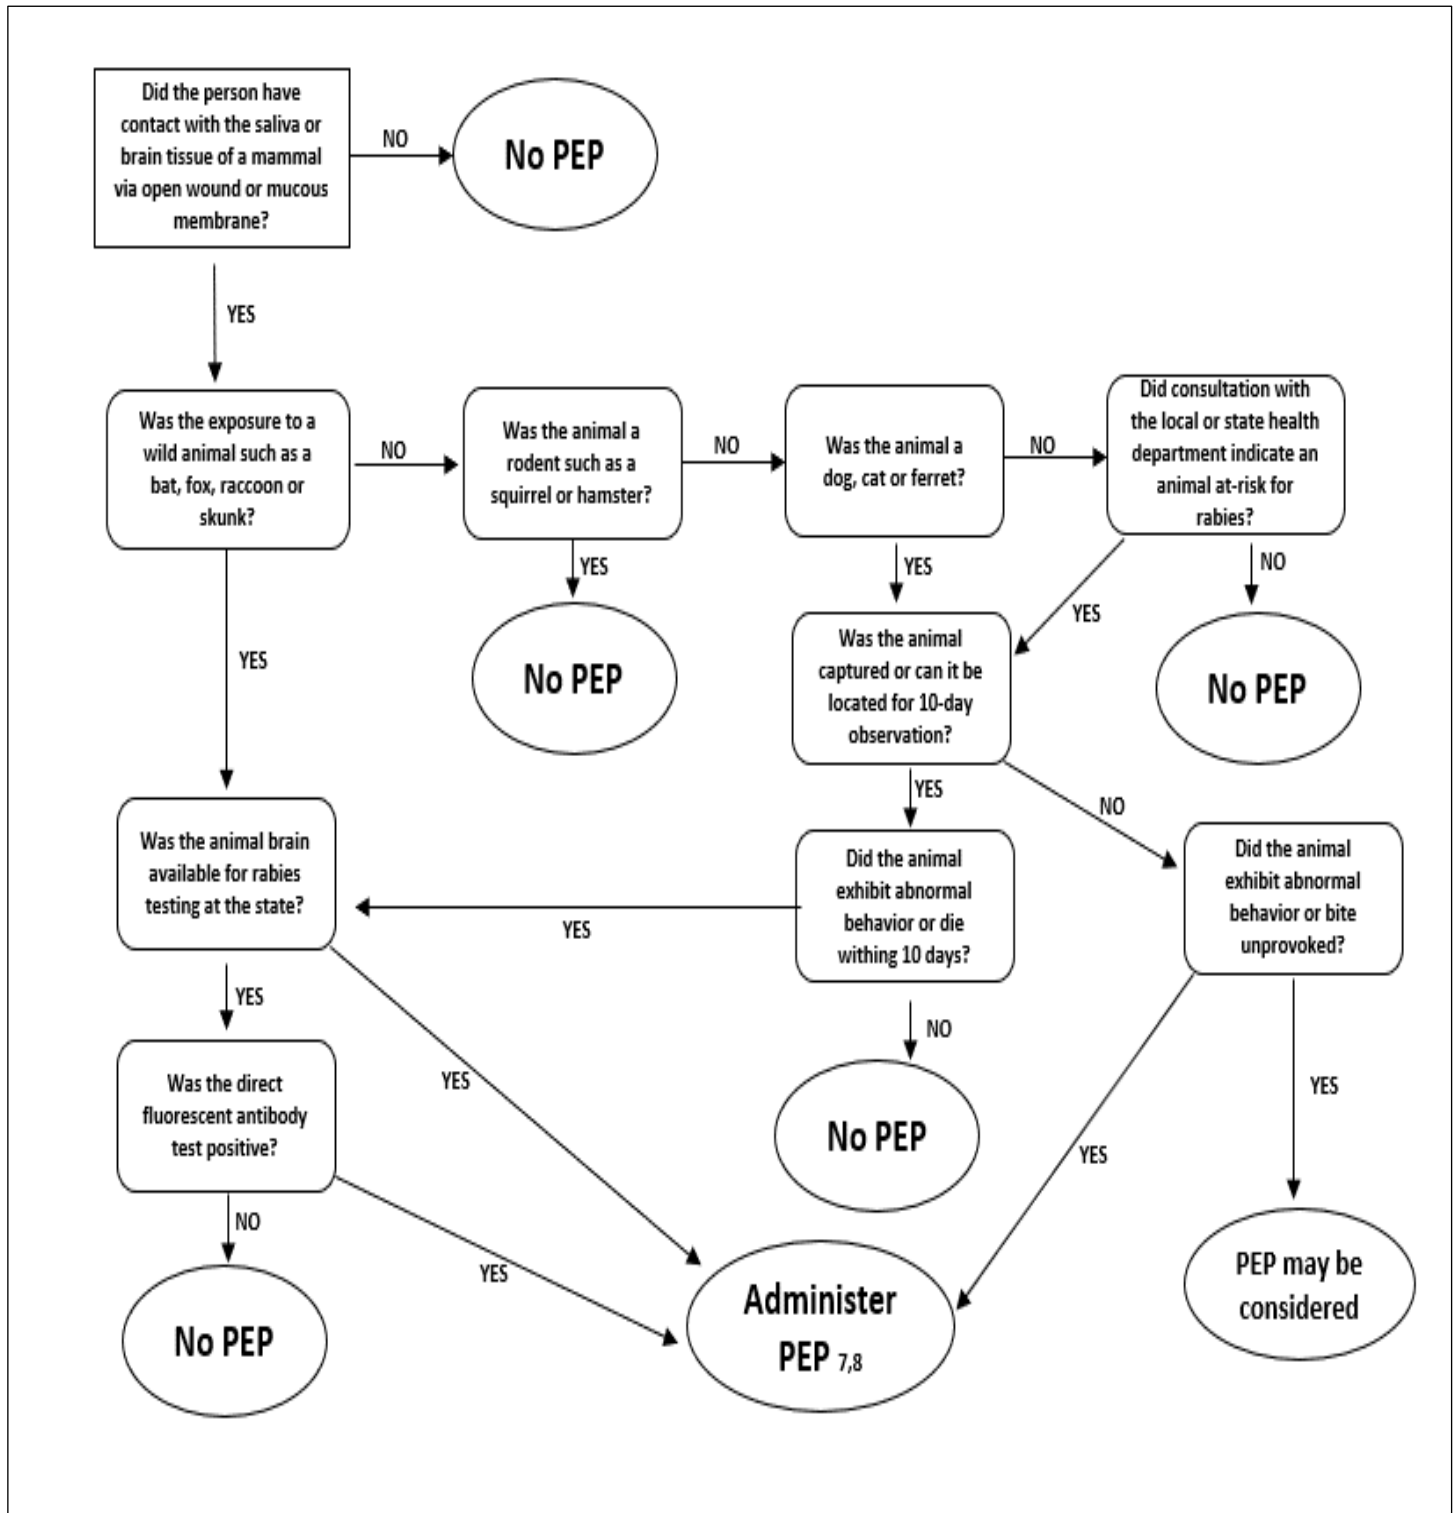 Did the person have
contact with the saliva or
brain tissue of a mammal
via open wound or mucous
membrane?
NO
No PEP
YES
Was the exposure to a
wild animal such as a
bat, fox, raccoon or
skunk?
NO
Was the animal a
rodent such as a
squirrel or hamster?
NO
Was the animal a
dog, cat or ferret?
NO
Did consultation with
the local or state health
department indicate an
animal at-risk for
rabies?
YES
YES
YES
NO
YES
No PEP
Was the animal
captured or can it be
located for 10-day
observation?
No PEP
YES
NO
Was the animal brain
available for rabies
testing at the state?
YES
Did the animal
exhibit abnormal
behavior or die
withing 10 days?
Did the animal
exhibit abnormal
behavior or bite
unprovoked?
YES
YES
NO
YES
YES
Was the direct
fluorescent antibody
test positive?
No PEP
NO
YES
No PEP
Administer
PEP 7,8
PEP may be
considered